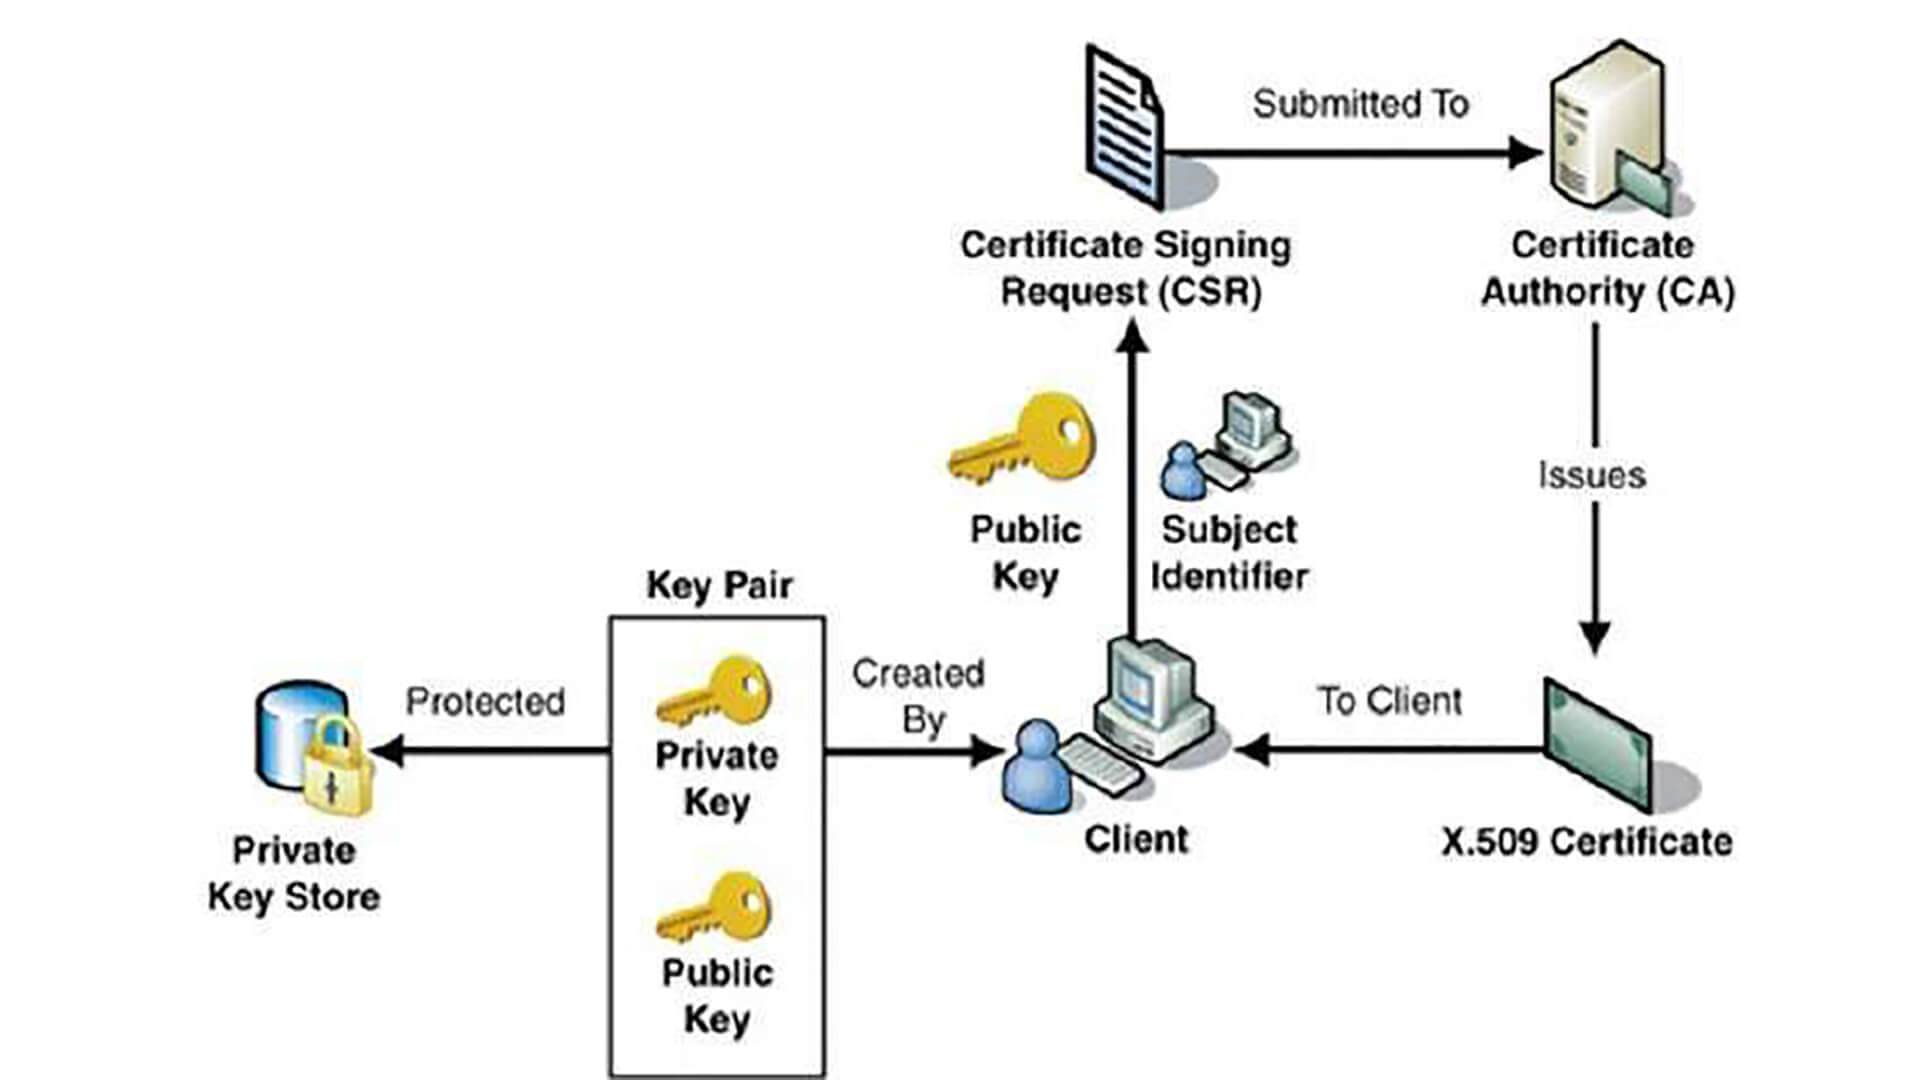 Submitted To
Certificate Signing
Request (CSR)
Certificate
Authority (CA)
Public
Key
Subject
Identifier
Issues
Key Pair
Protected
Private
Key
Created
By
To Client
Private
Key Store
Client
X.509 Certificate
Public
Key